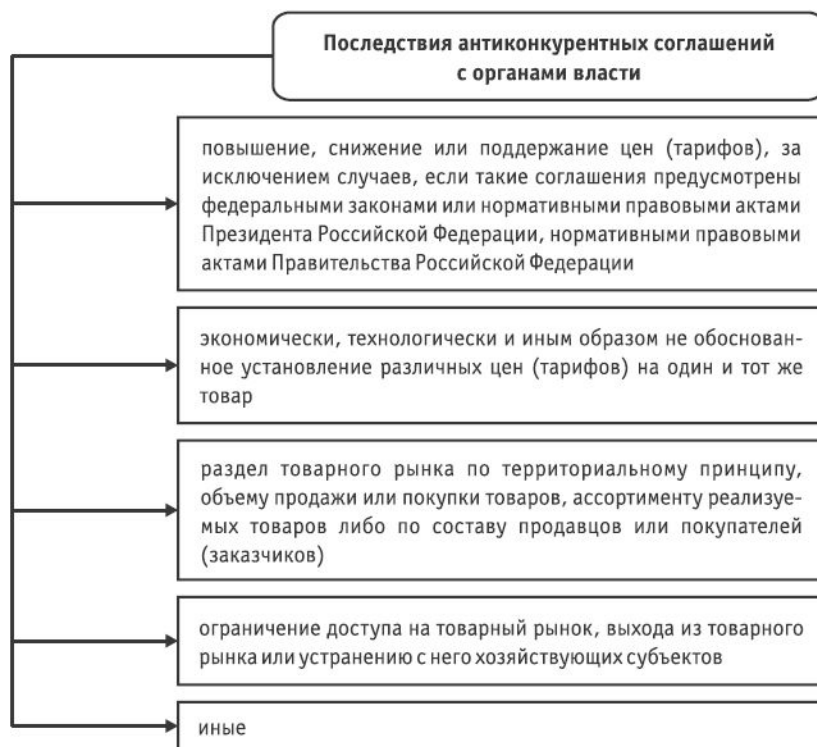 Последствия антиконкурентных соглашений
с органами власти
повышение, снижение или поддержание цен (тарифов), за
исключением случаев, если такие соглашения предусмотрены
федеральными законами или нормативными правовыми актами
Президента Российской Федерации, нормативными правовыми
актами Правительства Российской Федерации
экономически, технологически и иным образом не обоснован-
ное установление различных цен (тарифов) на один и тот же
товар
раздел товарного рынка по территориальному принципу,
объему продажи или покупки товаров, ассортименту реализуе-
мых товаров либо по составу продавцов или покупателей
(заказчиков)
ограничение доступа на товарный рынок, выхода из товарного
рынка или устранению с него хозяйствующих субъектов
иные